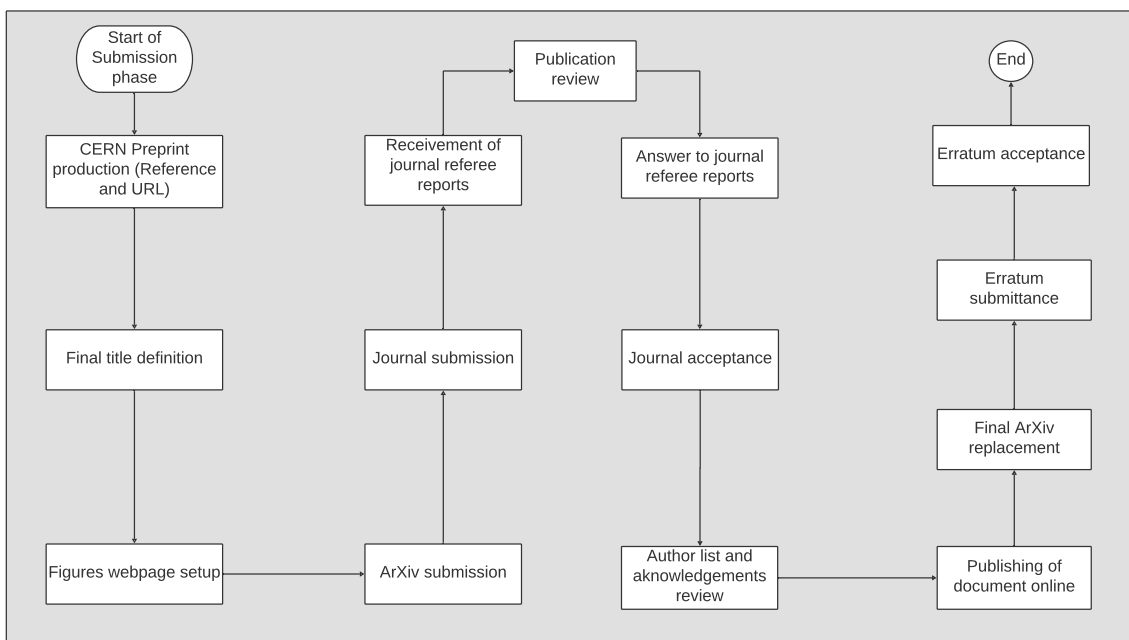 Start of
Submission
phase
CERN Preprint
production (Reference
and URL)
Final title definition
Figures webpage setup
ArXiv submission
Journal submission
Receivement of
journal referee
reports
Publication
review
Answer to journal
referee reports
Journal acceptance
Author list and
aknowledgements
review
Publishing of
document online
Final ArXiv
replacement
Erratum
submittance
Erratum acceptance
End